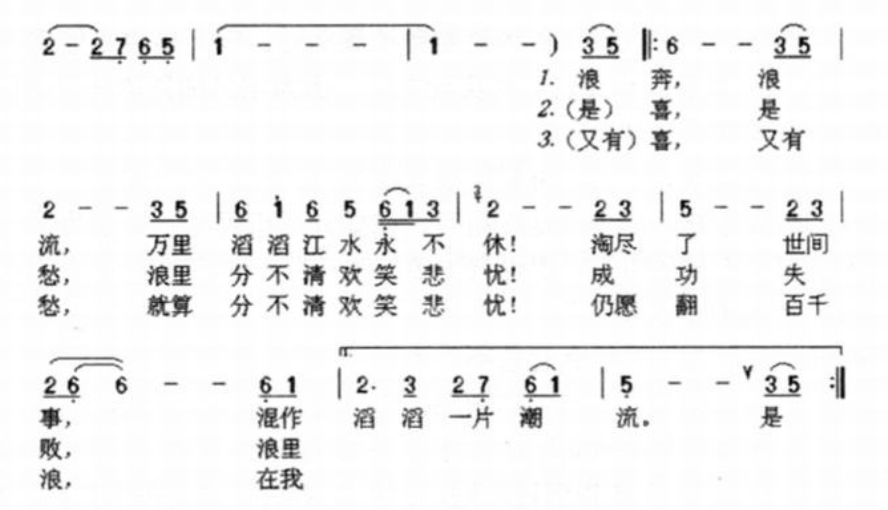 2 - 2 7 6 5 | 1 - - - | 1 - - ) 3 5 ‖: 6 - - 3 5 |
1. 浪 奔, 浪
2.(是) 喜, 是
3.(又有)喜, 又有
2 - - 3 5 | 6 1 6 5 6 1 3 | 3 2 - - 2 3 | 5 - - 2 3 |
流, 万里 滔滔江水永不 休! 淘尽 了 世间
愁, 浪里 分不清欢笑悲 忧! 成 功 失
愁, 就算 分不清欢笑悲 忧! 仍愿 翻 百千
2 6 6 - - 6 1 | 2· 3 2 7 6 1 | 5 - - ∨ 3 5 :‖
事, 混作 滔 滔 一片 潮 流。 是
败, 浪里
浪, 在我